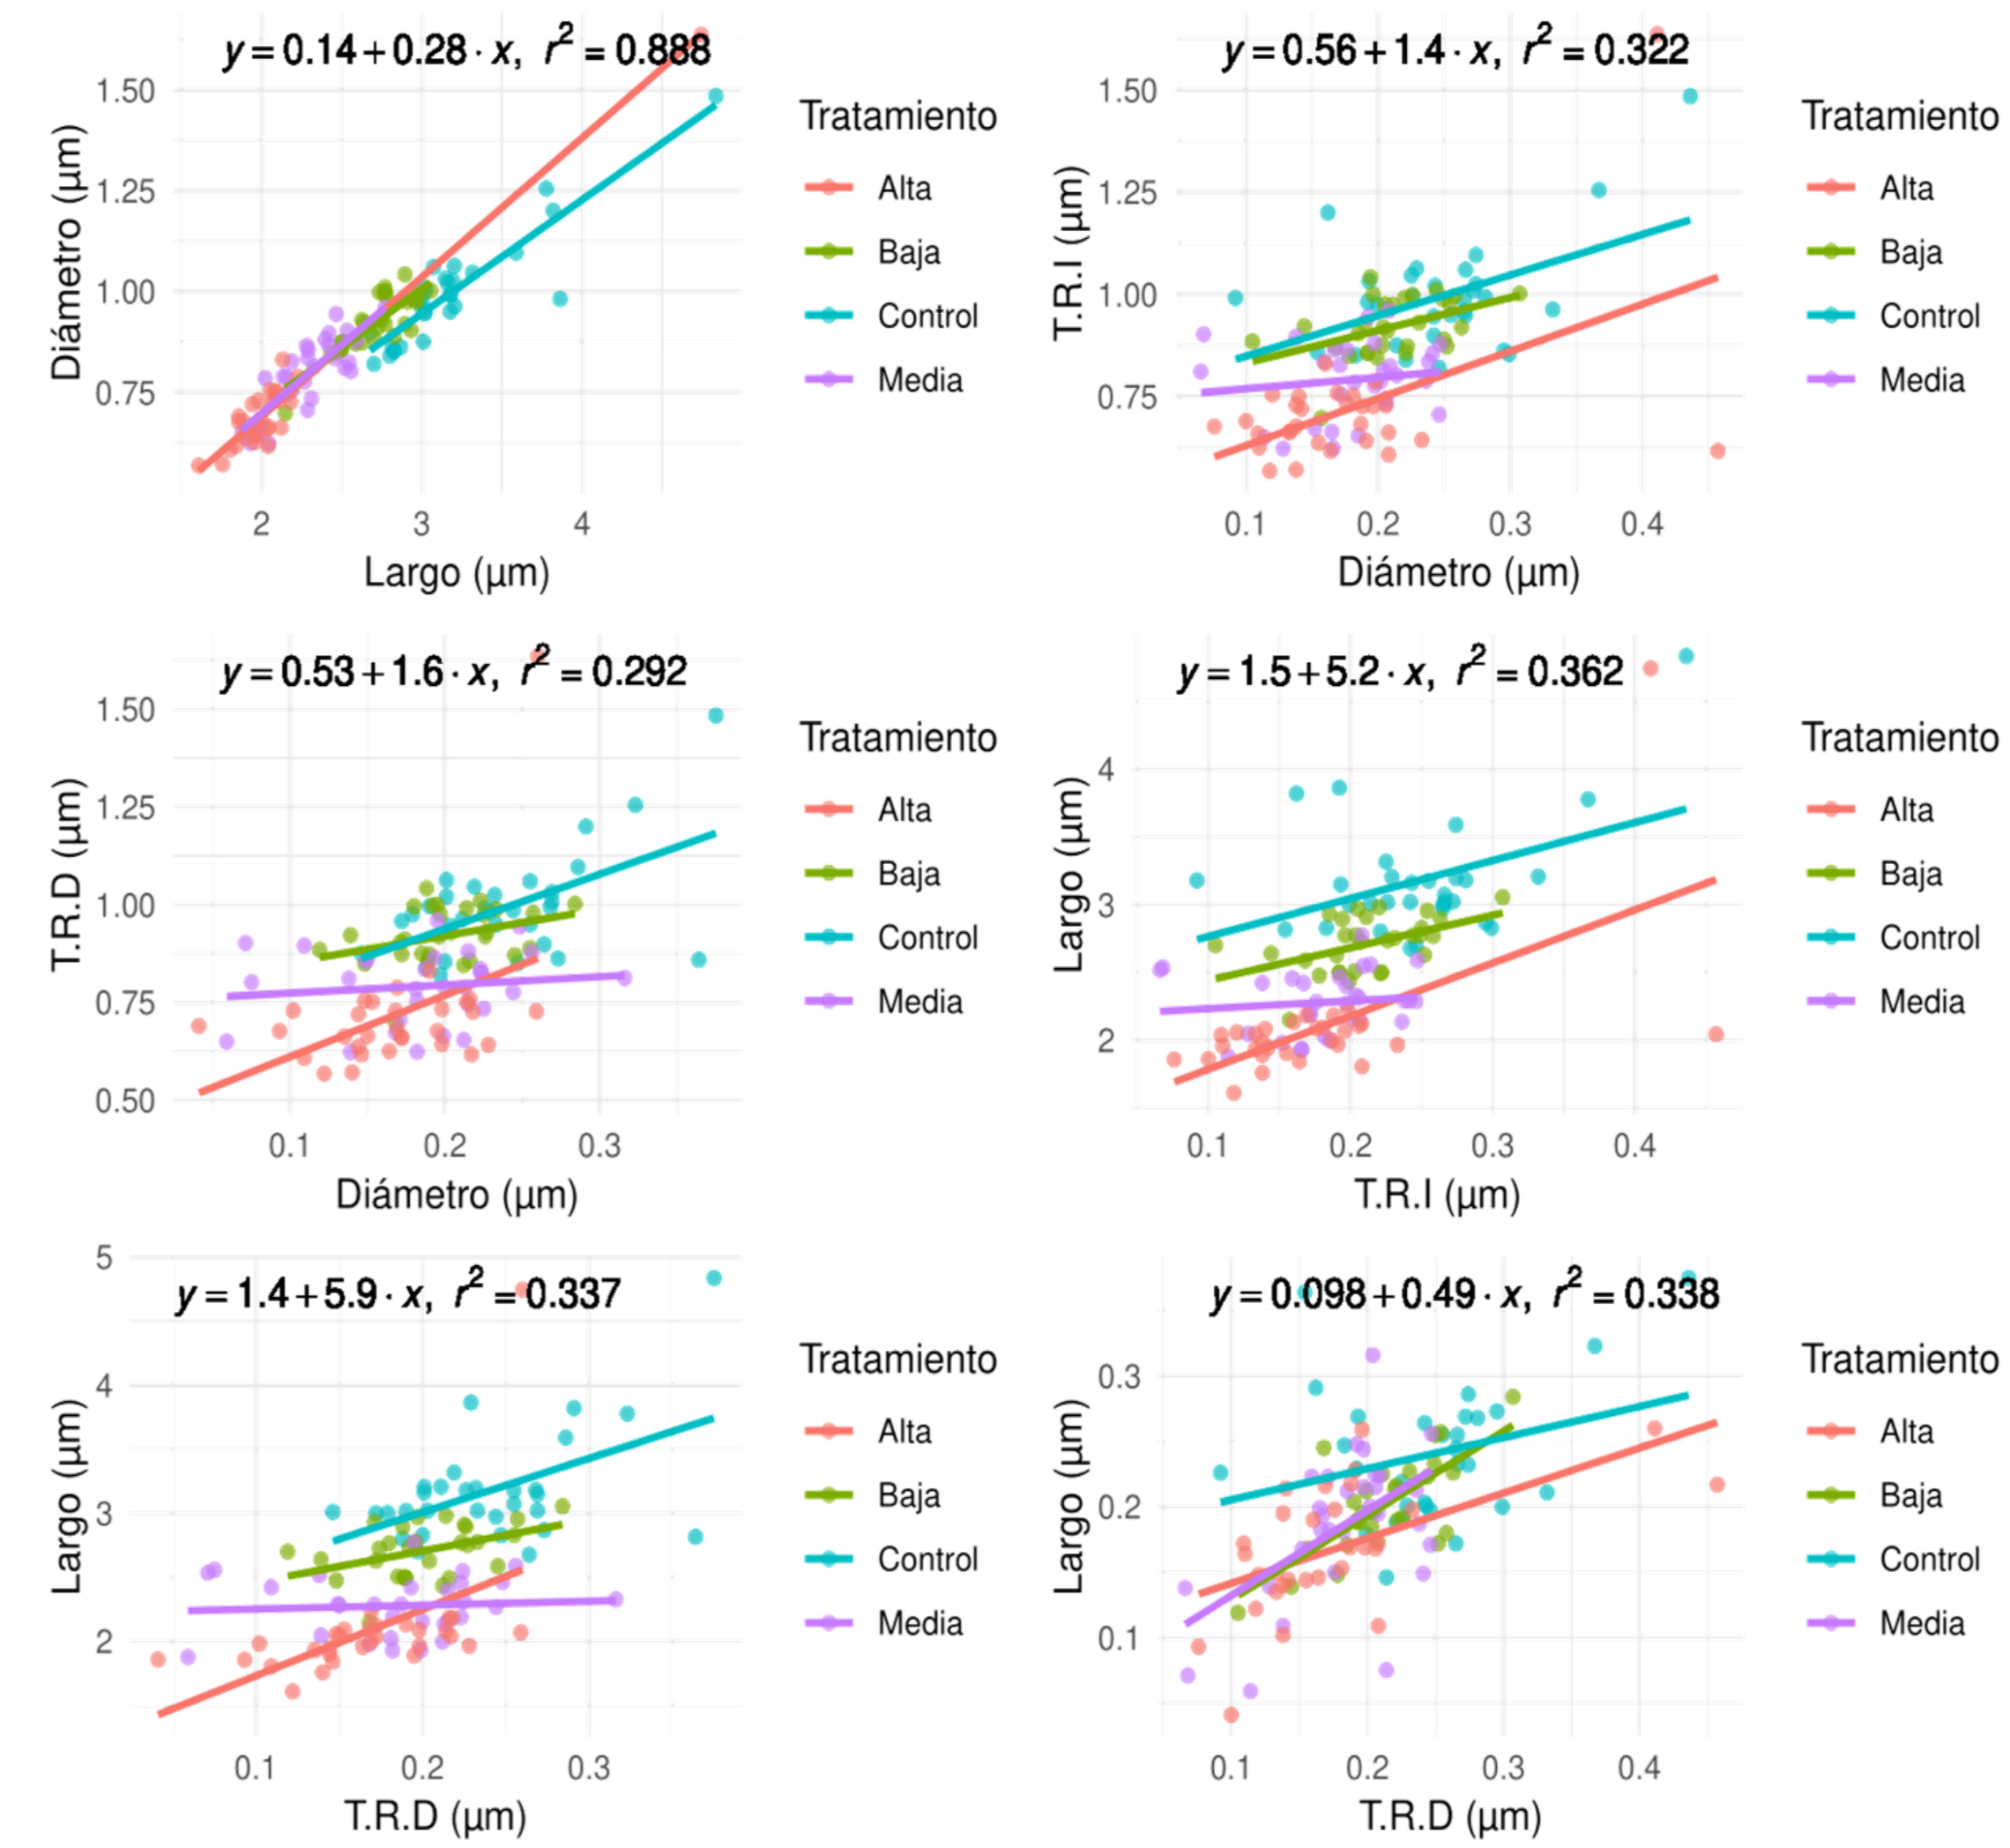 y = 0.14 + 0.28 · x, r² = 0.888
1.50
1.25
1.00
0.75
Diámetro (µm)
2 3 4
Largo (µm)
Tratamiento
Alta
Baja
Control
Media
y = 0.56 + 1.4 · x, r² = 0.322
1.50
1.25
1.00
0.75
T.R.I (µm)
0.1 0.2 0.3 0.4
Diámetro (µm)
Tratamiento
Alta
Baja
Control
Media
y = 0.53 + 1.6 · x, r² = 0.292
1.50
1.25
1.00
0.75
0.50
T.R.D (µm)
0.1 0.2 0.3
Diámetro (µm)
Tratamiento
Alta
Baja
Control
Media
y = 1.5 + 5.2 · x, r² = 0.362
4
3
2
Largo (µm)
0.1 0.2 0.3 0.4
T.R.I (µm)
Tratamiento
Alta
Baja
Control
Media
y = 1.4 + 5.9 · x, r² = 0.337
5
4
3
2
Largo (µm)
0.1 0.2 0.3
T.R.D (µm)
Tratamiento
Alta
Baja
Control
Media
y = 0.098 + 0.49 · x, r² = 0.338
0.3
0.2
0.1
Largo (µm)
0.1 0.2 0.3 0.4
T.R.D (µm)
Tratamiento
Alta
Baja
Control
Media